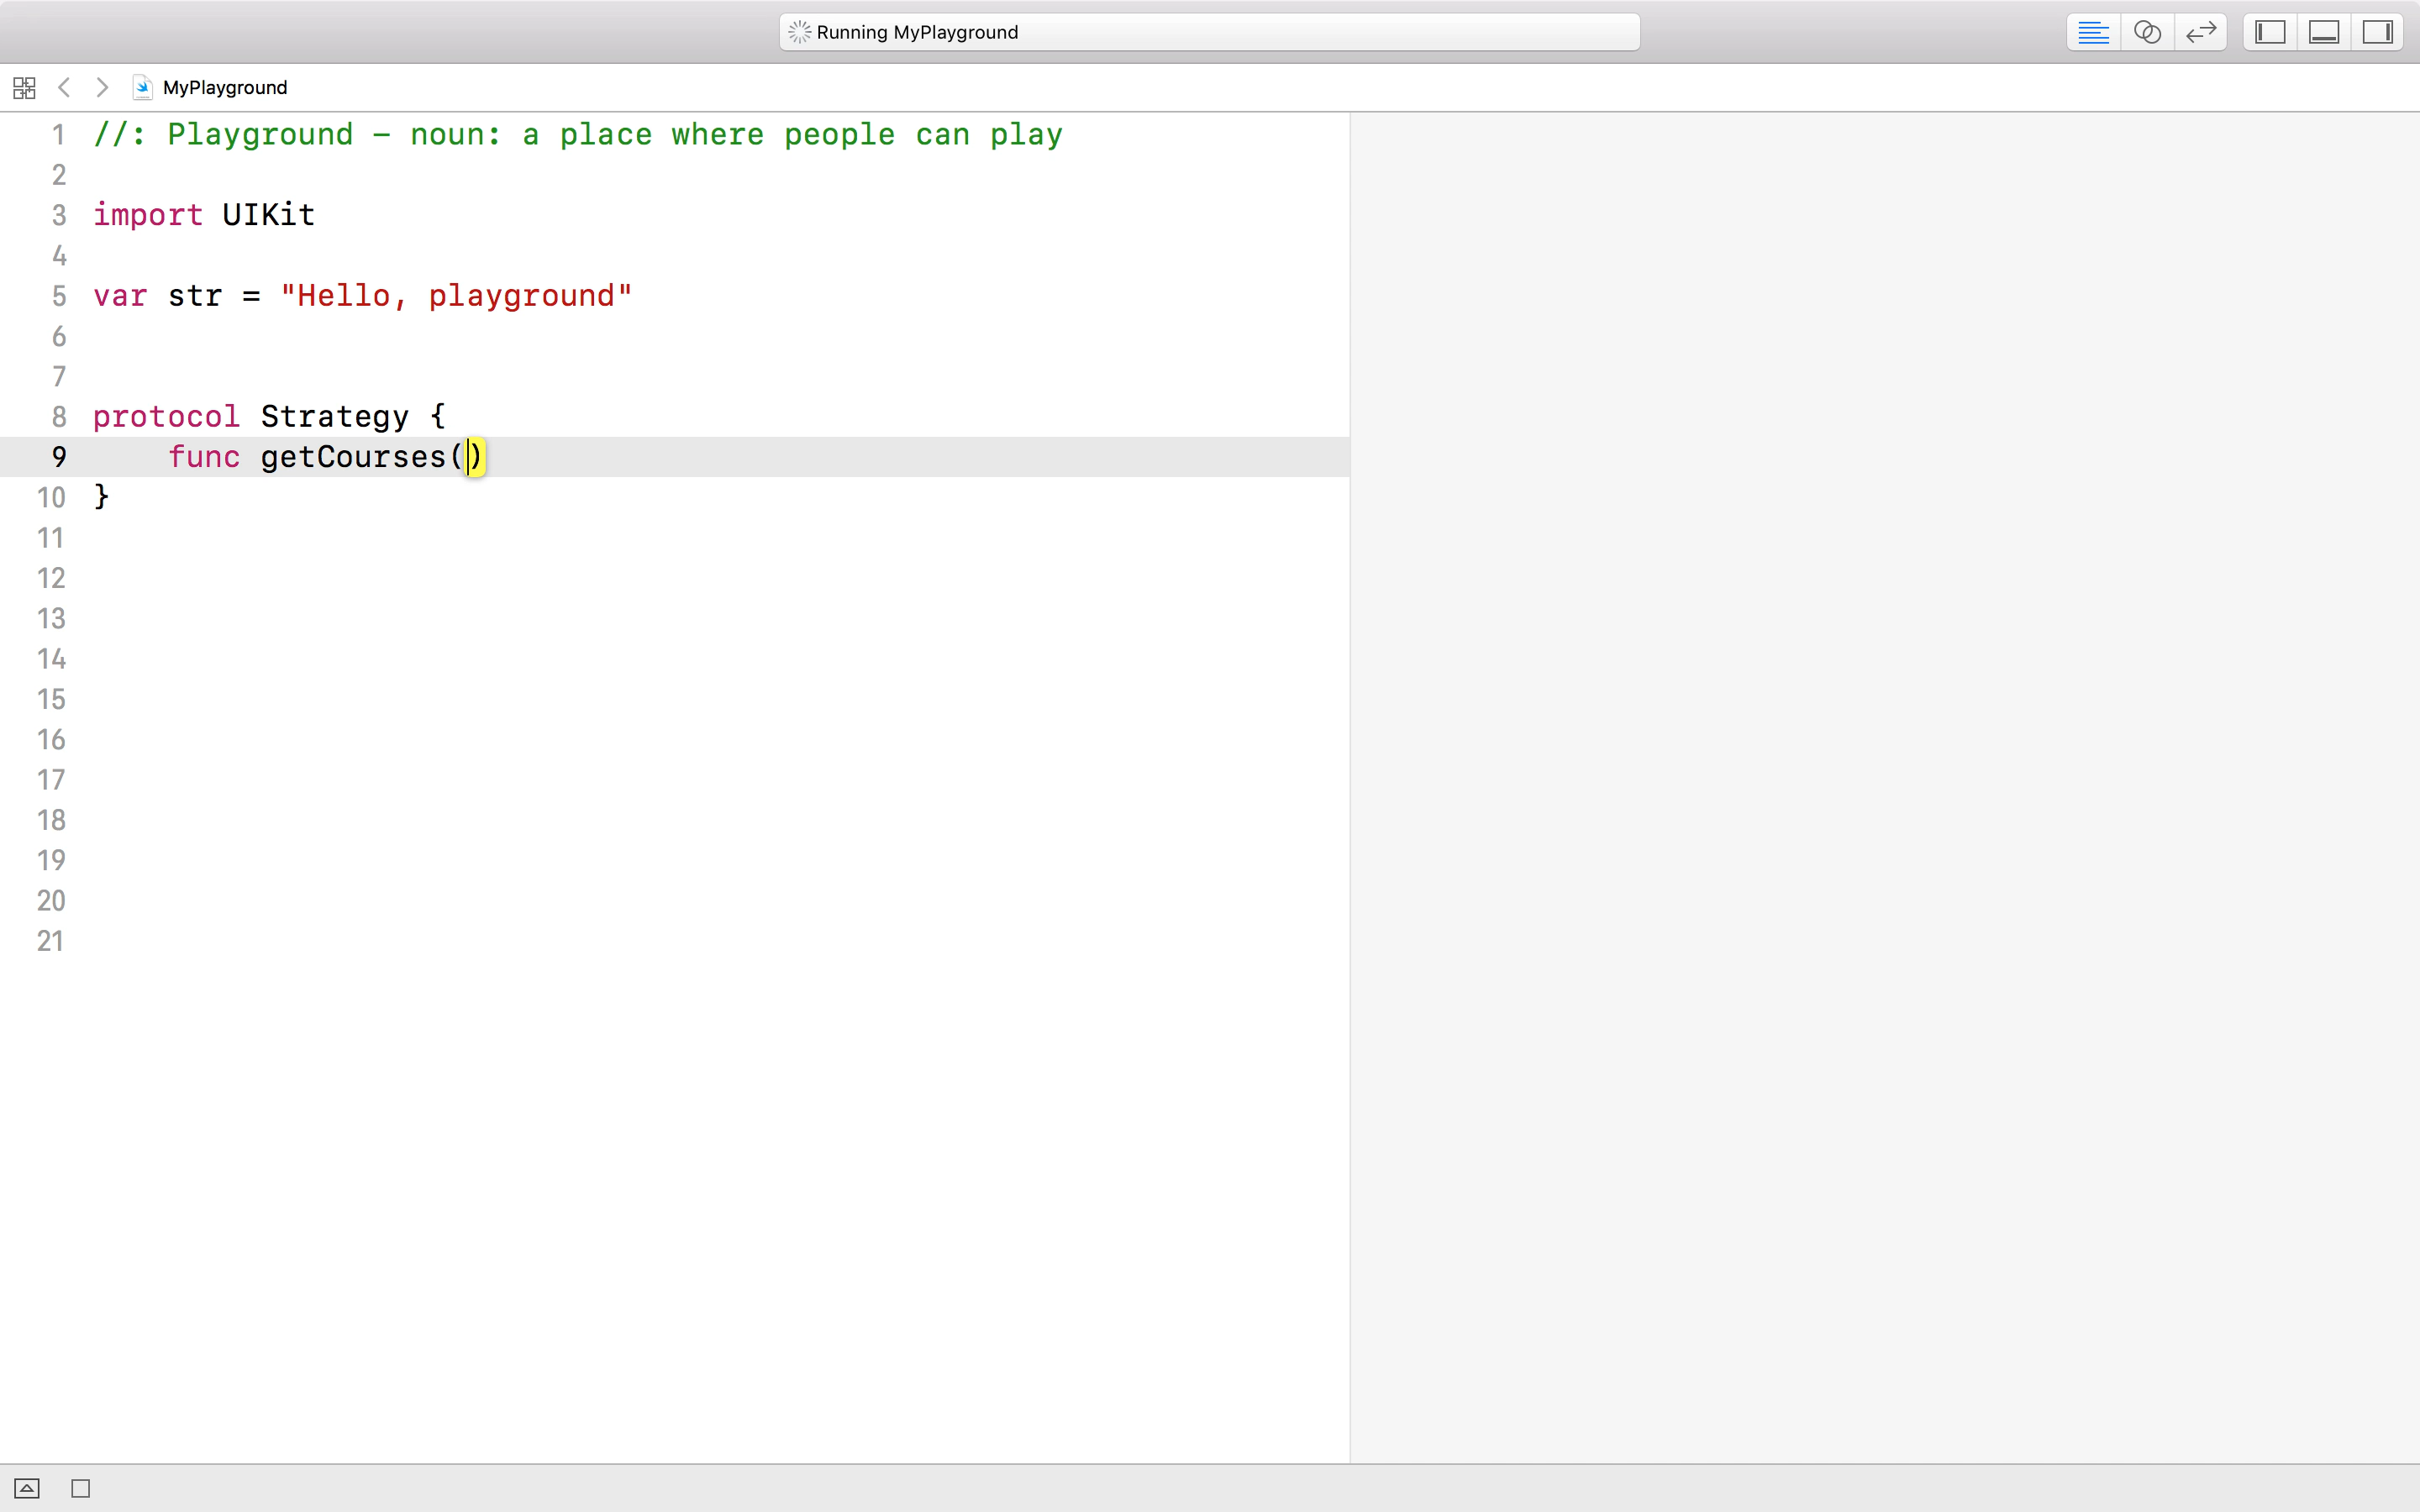 Running MyPlayground
MyPlayground
1 //: Playground – noun: a place where people can play
2
3 import UIKit
4
5 var str = "Hello, playground"
6
7
8 protocol Strategy {
9     func getCourses()
10 }
11
12
13
14
15
16
17
18
19
20
21